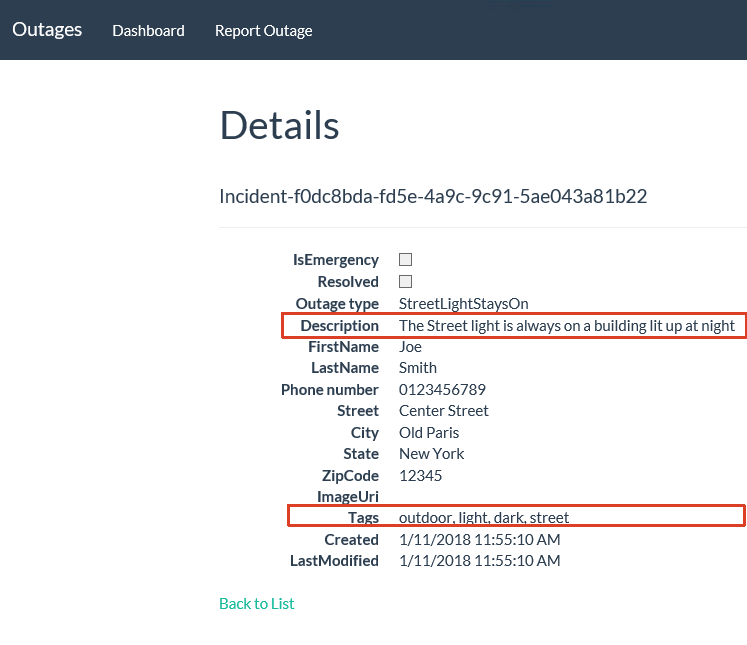 Outages Dashboard Report Outage
Details
Incident-f0dc8bda-fd5e-4a9c-9c91-5ae043a81b22
IsEmergency
Resolved
Outage type StreetLightStaysOn
Description The Street light is always on a building lit up at night
FirstName Joe
LastName Smith
Phone number 0123456789
Street Center Street
City Old Paris
State New York
ZipCode 12345
ImageUri
Tags outdoor, light, dark, street
Created 1/11/2018 11:55:10 AM
LastModified 1/11/2018 11:55:10 AM
Back to List